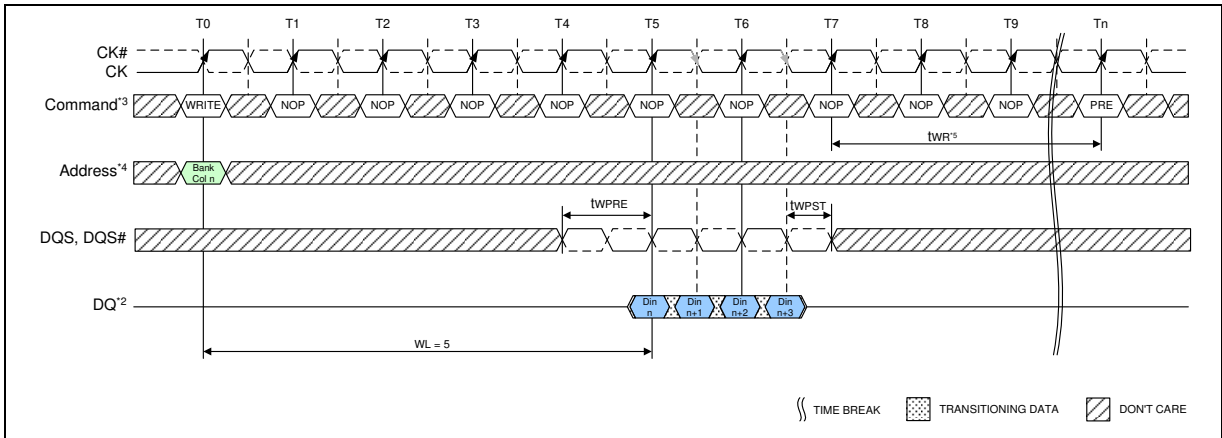 T0 T1 T2 T3 T4 T5 T6 T7 T8 T9 Tn
CK#
CK
Command*3 WRITE NOP NOP NOP NOP NOP NOP NOP NOP NOP PRE
tWR*5
Address*4 Bank
Col n
tWPRE tWPST
DQS, DQS#
DQ*2 Din Din Din Din
n n+1 n+2 n+3
WL = 5
TIME BREAK TRANSITIONING DATA DON'T CARE